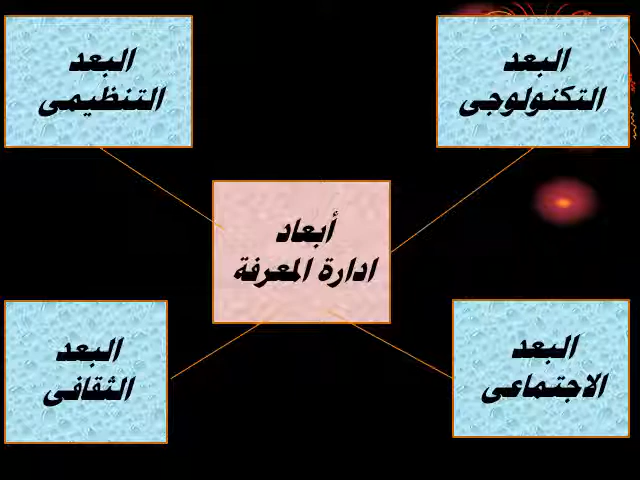 البعد
التكنولوجى
البعد
التنظيمى
أبعاد
ادارة المعرفة
البعد
الاجتماعى
البعد
الثقافى